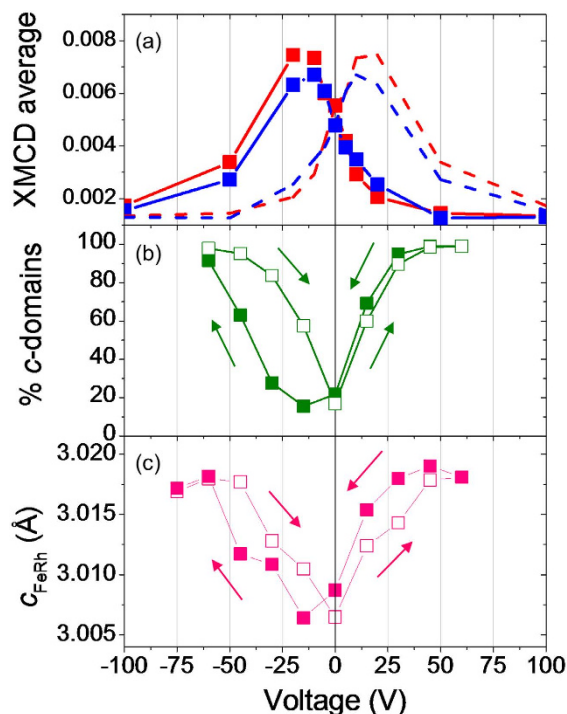 (a)
XMCD average
0.008
0.006
0.004
0.002
(b)
% c-domains
100
80
60
40
20
0
(c)
cFeRh (Å)
3.020
3.015
3.010
3.005
-100 -75 -50 -25 0 25 50 75 100
Voltage (V)